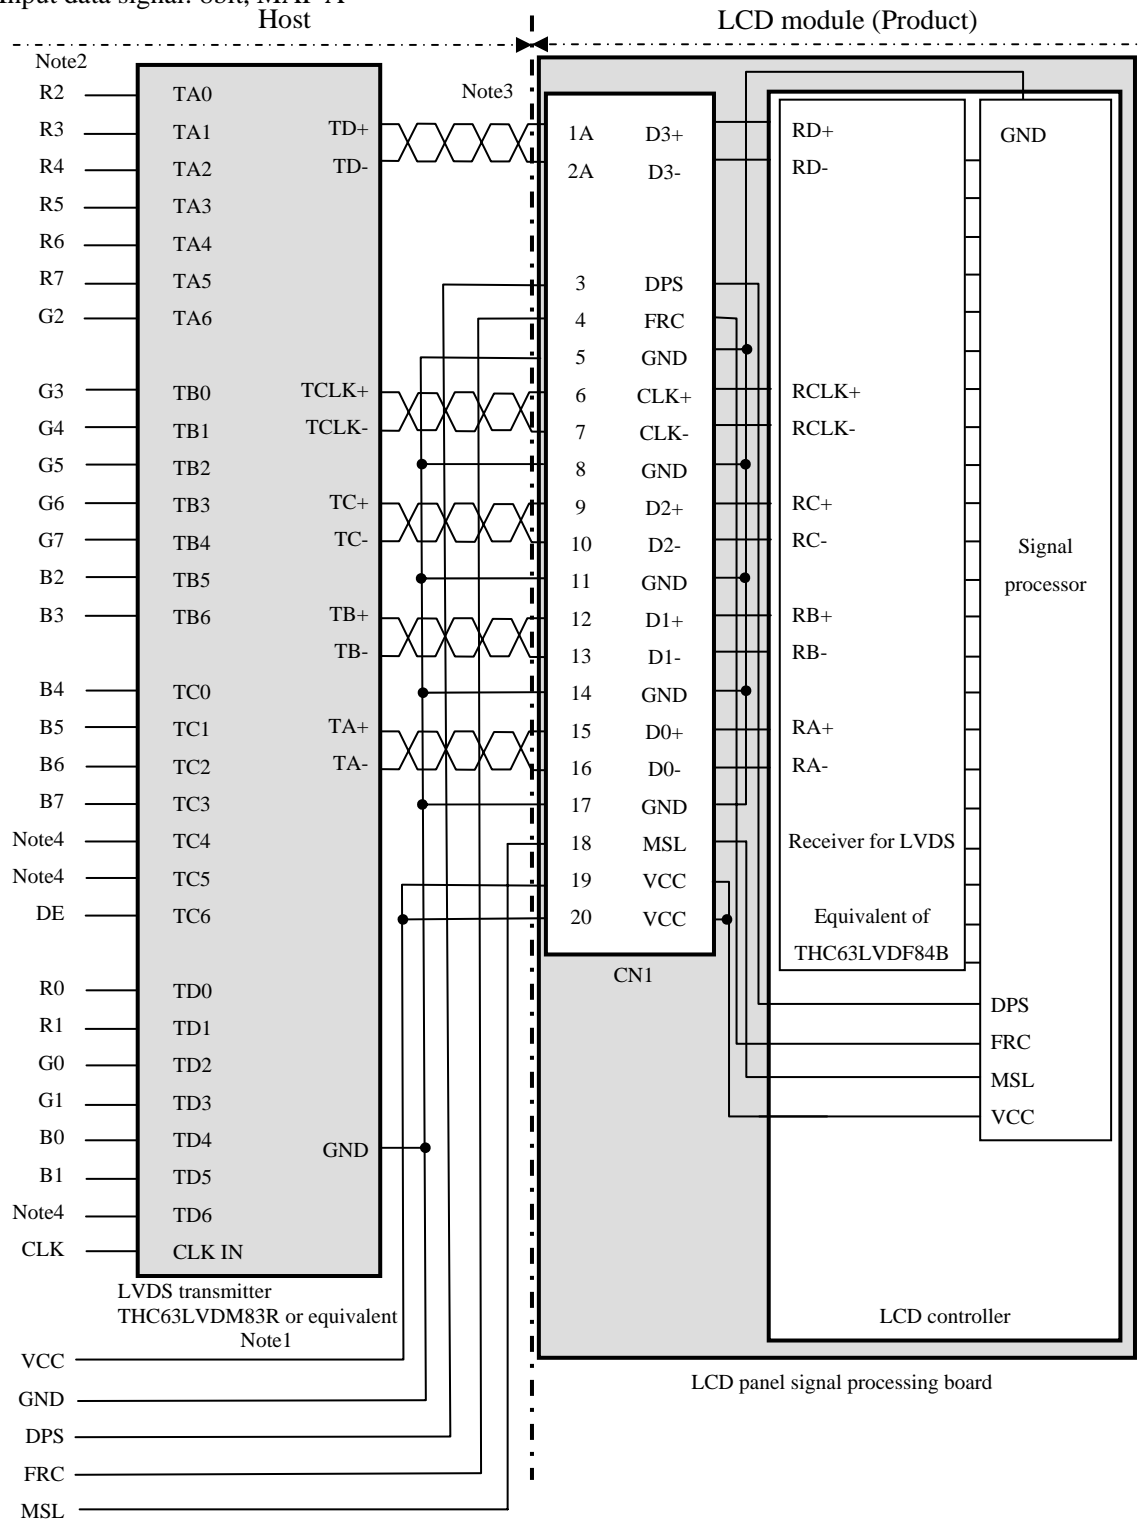 Input data signal: 8bit, MAP A
Host
LCD module (Product)
Note2
Note3
R2 TA0
R3 TA1 TD+ 1A D3+ RD+ GND
R4 TA2 TD- 2A D3- RD-
R5 TA3
R6 TA4
R7 TA5 3 DPS
G2 TA6 4 FRC
5 GND
G3 TB0 TCLK+ 6 CLK+ RCLK+
G4 TB1 TCLK- 7 CLK- RCLK-
G5 TB2 8 GND
G6 TB3 TC+ 9 D2+ RC+
G7 TB4 TC- 10 D2- RC- Signal
B2 TB5 11 GND processor
B3 TB6 TB+ 12 D1+ RB+
TB- 13 D1- RB-
B4 TC0 14 GND
B5 TC1 TA+ 15 D0+ RA+
B6 TC2 TA- 16 D0- RA-
B7 TC3 17 GND
Note4 TC4 18 MSL Receiver for LVDS
Note4 TC5 19 VCC
DE TC6 20 VCC Equivalent of
THC63LVDF84B
CN1
R0 TD0 DPS
R1 TD1 FRC
G0 TD2 MSL
G1 TD3 VCC
B0 TD4 GND
B1 TD5
Note4 TD6
CLK CLK IN
LVDS transmitter
THC63LVDM83R or equivalent
Note1
LCD controller
VCC
LCD panel signal processing board
GND
DPS
FRC
MSL